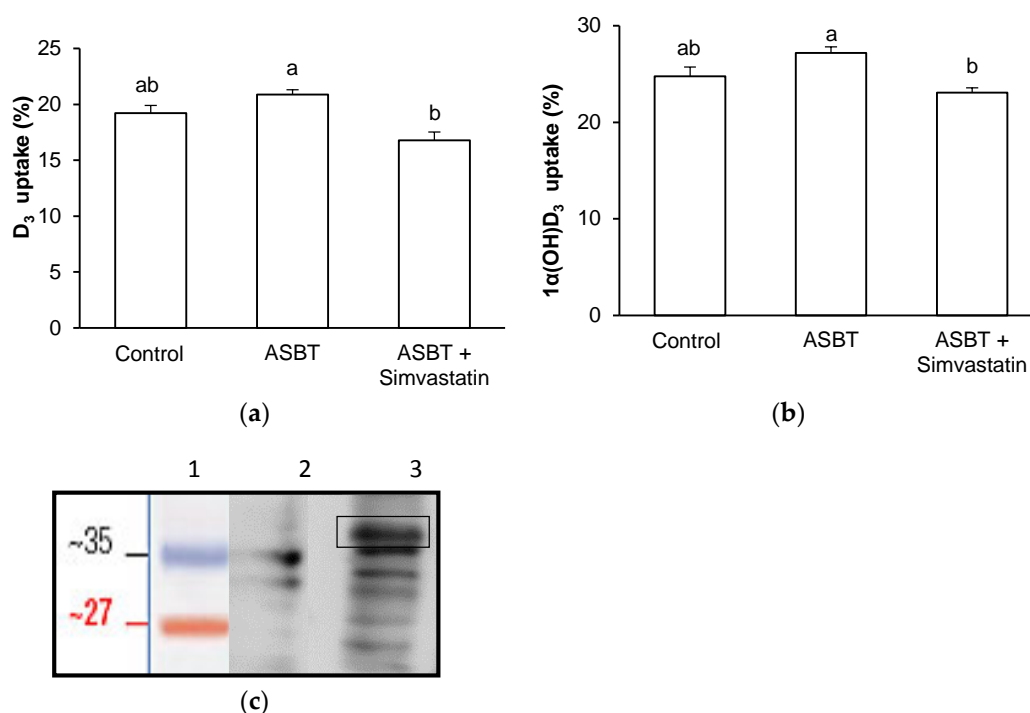 25
20
15
10
5
0
D₃ uptake (%)
ab
a
b
Control
ASBT
ASBT +
Simvastatin
(a)
30
20
10
0
1α(OH)D₃ uptake (%)
ab
a
b
Control
ASBT
ASBT +
Simvastatin
(b)
1 2 3
~35
~27
(c)